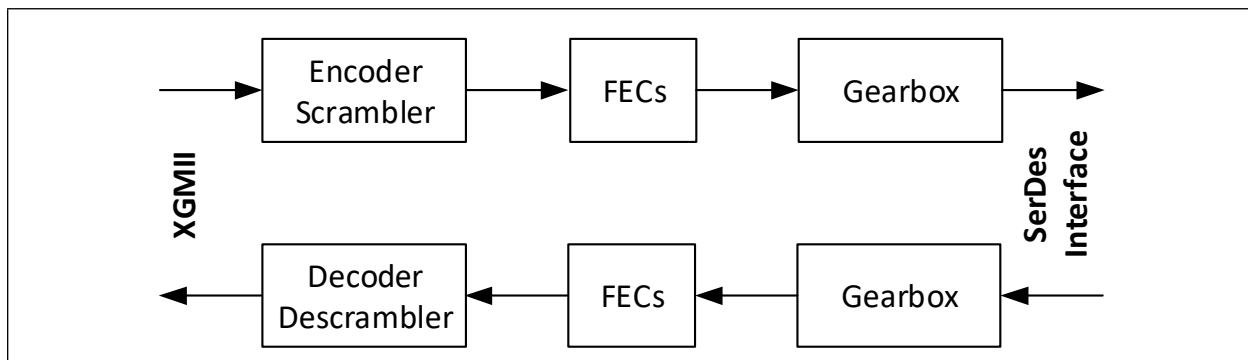 Encoder
Scrambler
FECs
Gearbox
XGMII
SerDes
Interface
Decoder
Descrambler
FECs
Gearbox